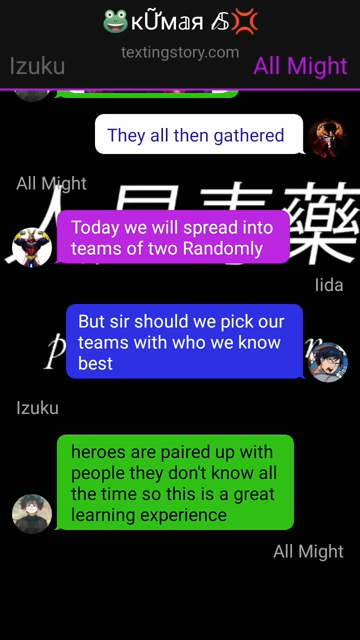 🐸кỮмαя 𝓲𝓢💢
textingstory.com
Izuku
All Might
They all then gathered
All Might
Today we will spread into
teams of two Randomly
Iida
But sir should we pick our
teams with who we know
best
Izuku
heroes are paired up with
people they don't know all
the time so this is a great
learning experience
All Might